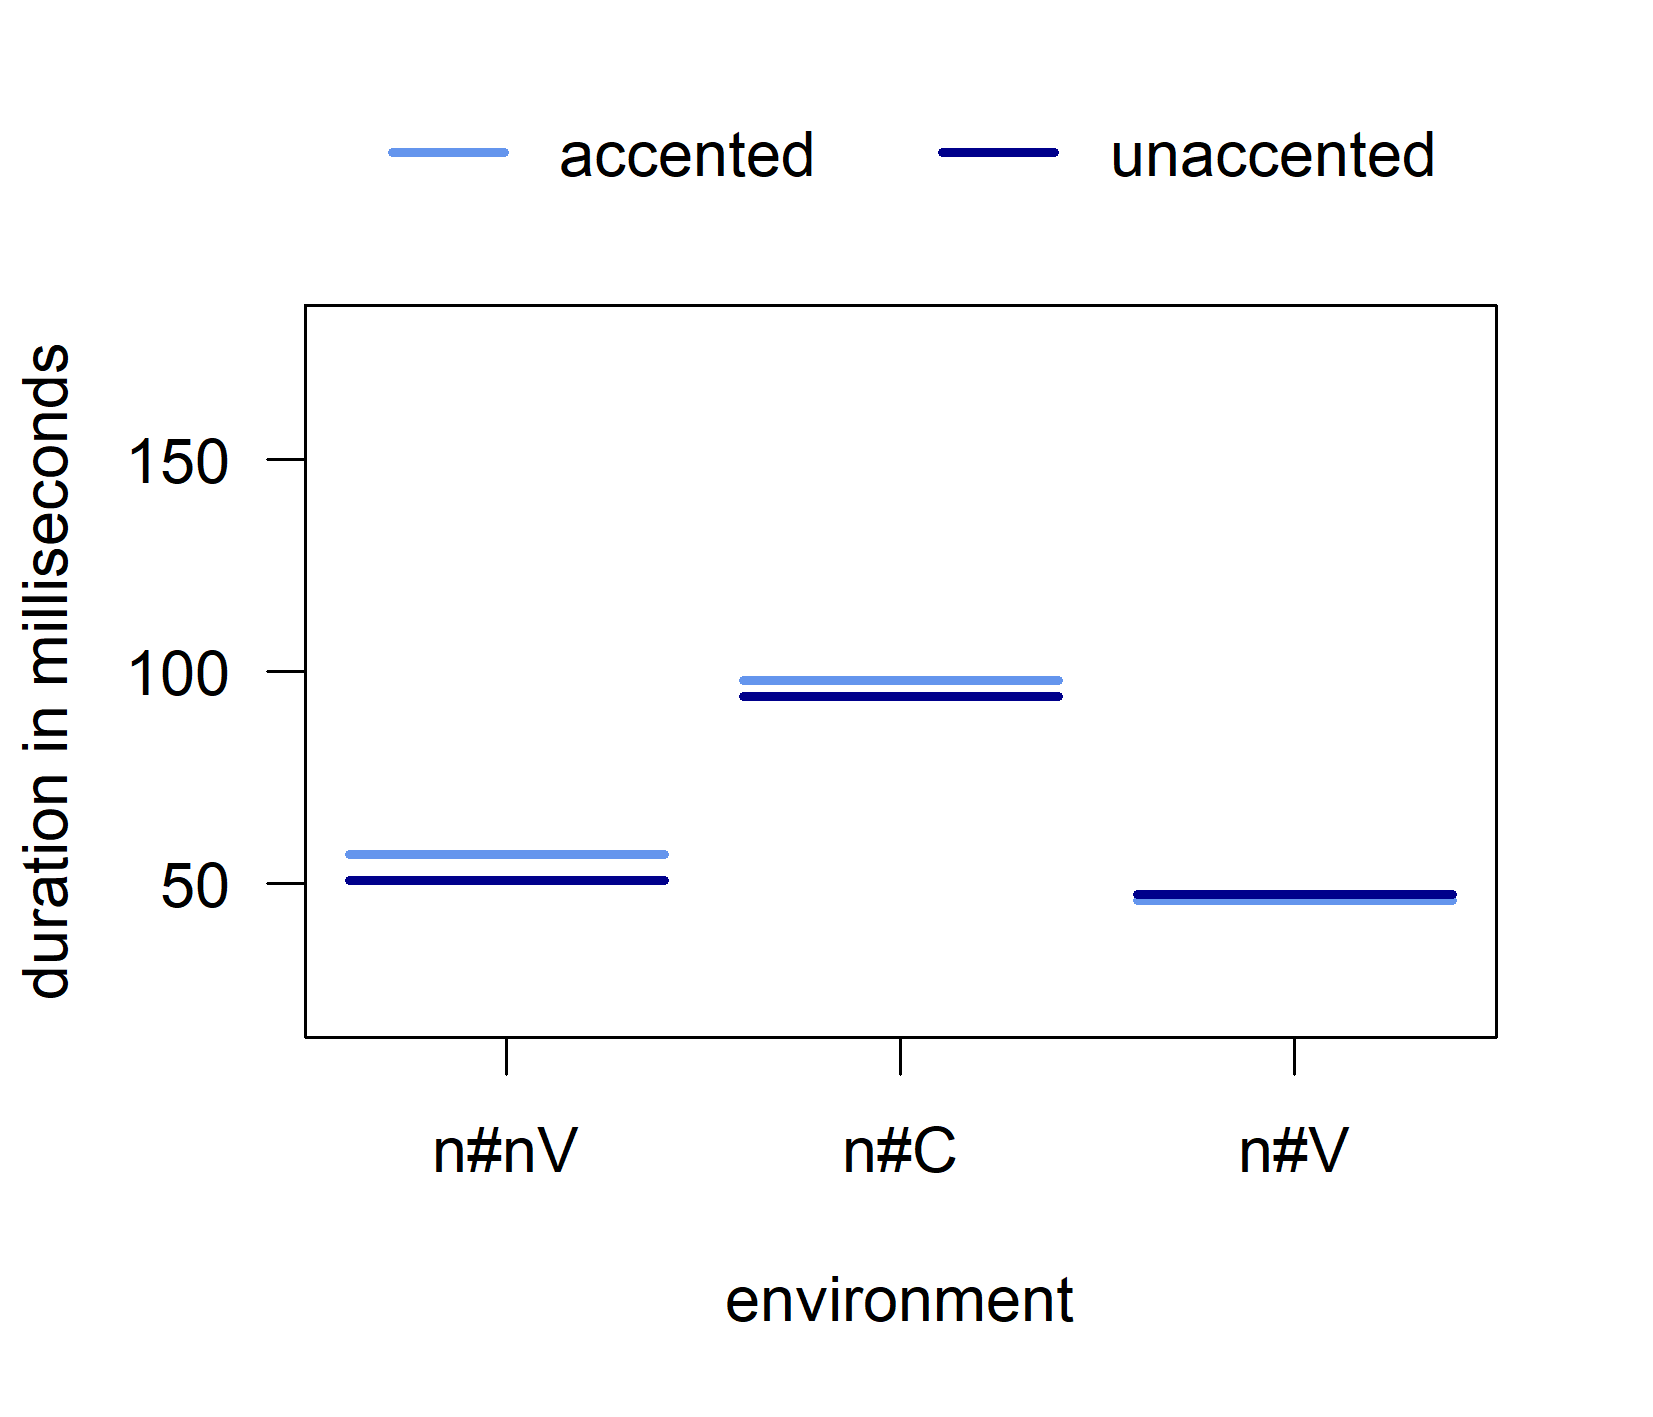 accented unaccented
duration in milliseconds
150
100
50
n#nV n#C n#V
environment